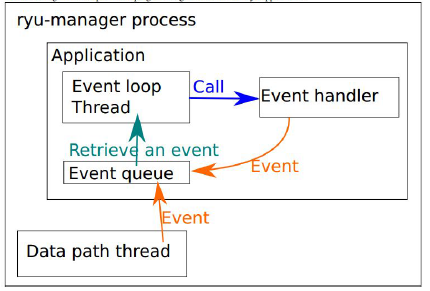 ryu-manager process
Application
Event loop
Thread
Call
Event handler
Retrieve an event
Event queue
Event
Event
Data path thread